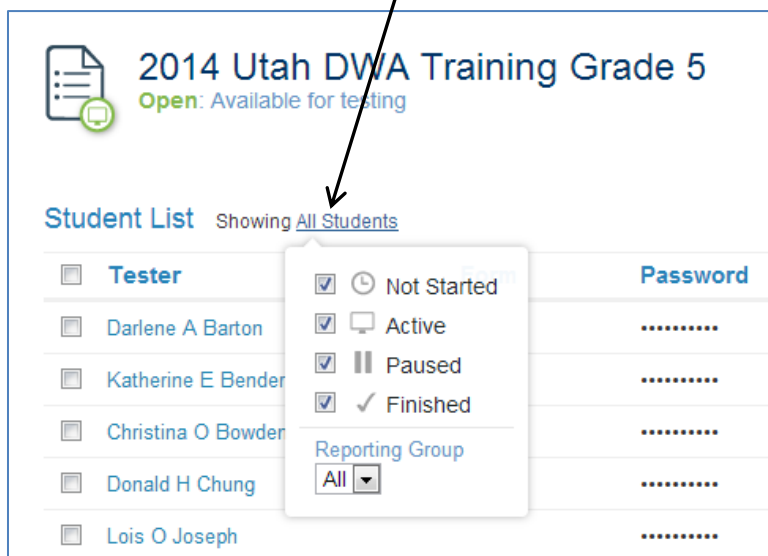 2014 Utah DWA Training Grade 5
Open: Available for testing
Student List Showing All Students
Tester Form Password
Not Started
Darlene A Barton ••••••••••
Active
Katherine E Bender ••••••••••
Paused
Finished
Christina O Bowden ••••••••••
Reporting Group
All
Donald H Chung ••••••••••
Lois O Joseph ••••••••••